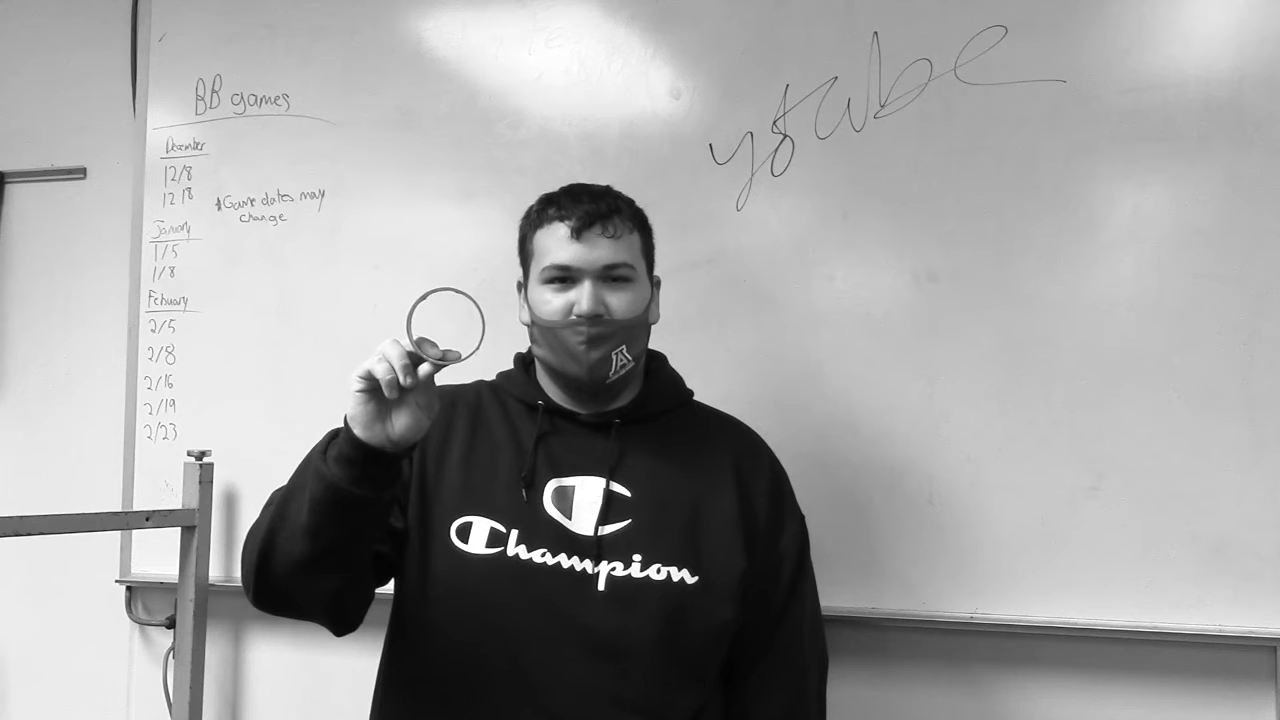 BB games
December
12/8
12 18
*Game dates may
change
January
1/5
1/8
Febuary
2/5
2/8
2/16
2/19
2/23
A
Champion